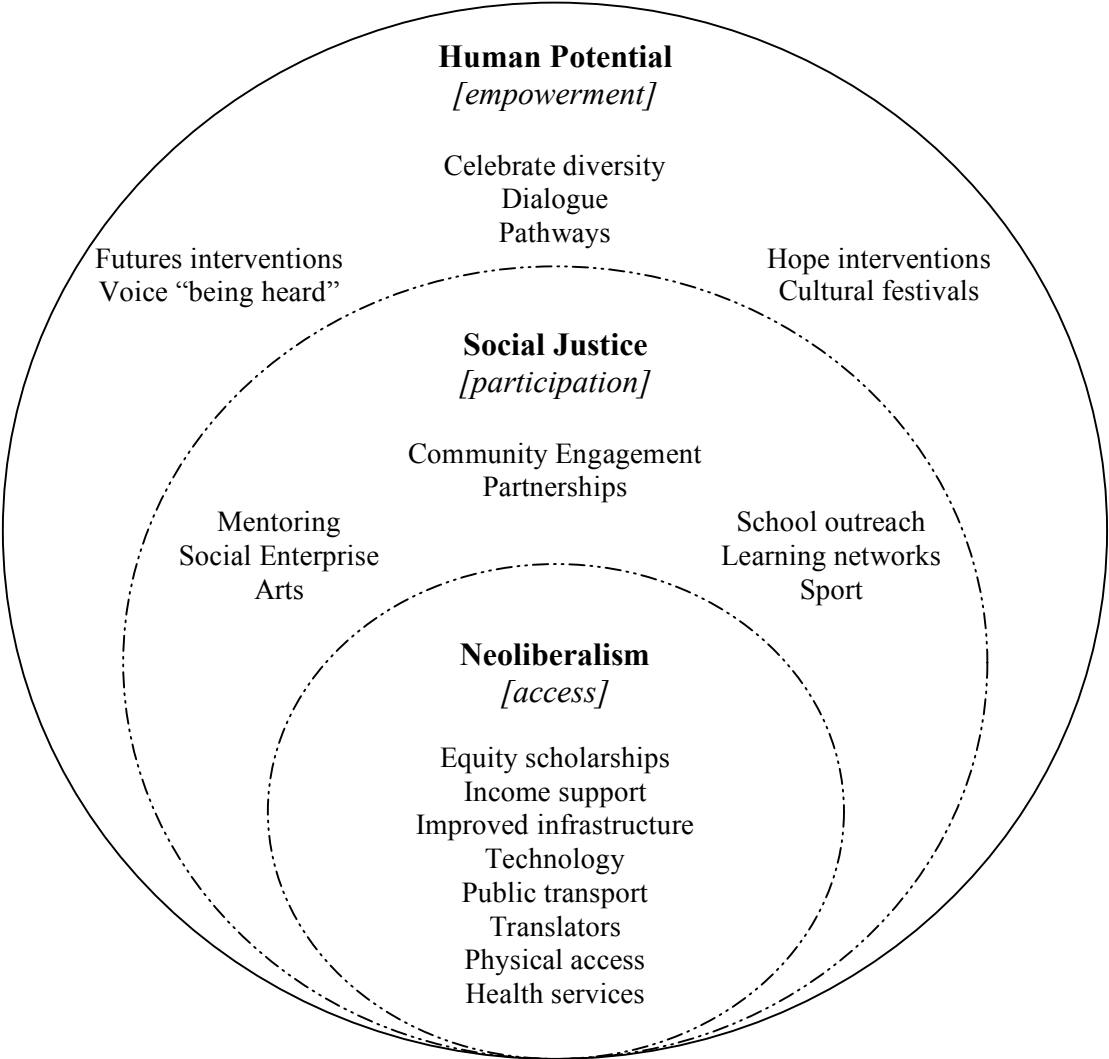 Human Potential
[empowerment]
Celebrate diversity
Dialogue
Pathways
Futures interventions
Voice “being heard”
Hope interventions
Cultural festivals
Social Justice
[participation]
Community Engagement
Partnerships
Mentoring
Social Enterprise
Arts
School outreach
Learning networks
Sport
Neoliberalism
[access]
Equity scholarships
Income support
Improved infrastructure
Technology
Public transport
Translators
Physical access
Health services